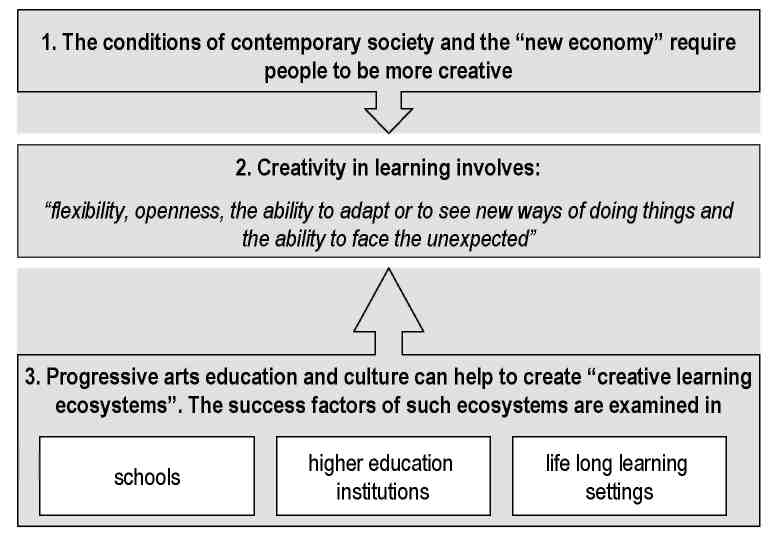 1. The conditions of contemporary society and the “new economy” require
people to be more creative
2. Creativity in learning involves:
“flexibility, openness, the ability to adapt or to see new ways of doing things and
the ability to face the unexpected”
3. Progressive arts education and culture can help to create “creative learning
ecosystems”. The success factors of such ecosystems are examined in
schools
higher education
institutions
life long learning
settings